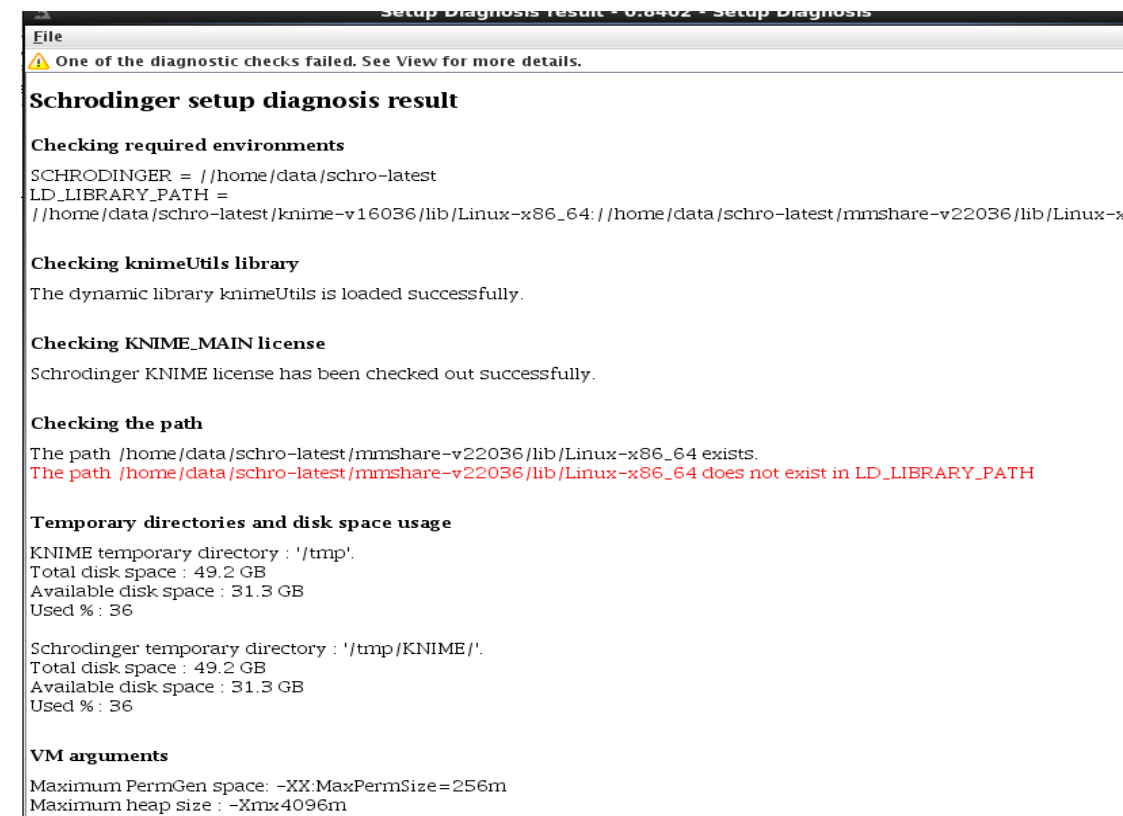 Setup Diagnosis result - 0:8402 - Setup Diagnosis
File
One of the diagnostic checks failed. See View for more details.
Schrodinger setup diagnosis result
Checking required environments
SCHRODINGER = //home/data/schro-latest
LD_LIBRARY_PATH =
//home/data/schro-latest/knime-v16036/lib/Linux-x86_64://home/data/schro-latest/mmshare-v22036/lib/Linux-x
Checking knimeUtils library
The dynamic library knimeUtils is loaded successfully.
Checking KNIME_MAIN license
Schrodinger KNIME license has been checked out successfully.
Checking the path
The path /home/data/schro-latest/mmshare-v22036/lib/Linux-x86_64 exists.
The path /home/data/schro-latest/mmshare-v22036/lib/Linux-x86_64 does not exist in LD_LIBRARY_PATH
Temporary directories and disk space usage
KNIME temporary directory : '/tmp'.
Total disk space : 49.2 GB
Available disk space : 31.3 GB
Used % : 36
Schrodinger temporary directory : '/tmp/KNIME/'.
Total disk space : 49.2 GB
Available disk space : 31.3 GB
Used % : 36
VM arguments
Maximum PermGen space: -XX:MaxPermSize=256m
Maximum heap size : -Xmx4096m